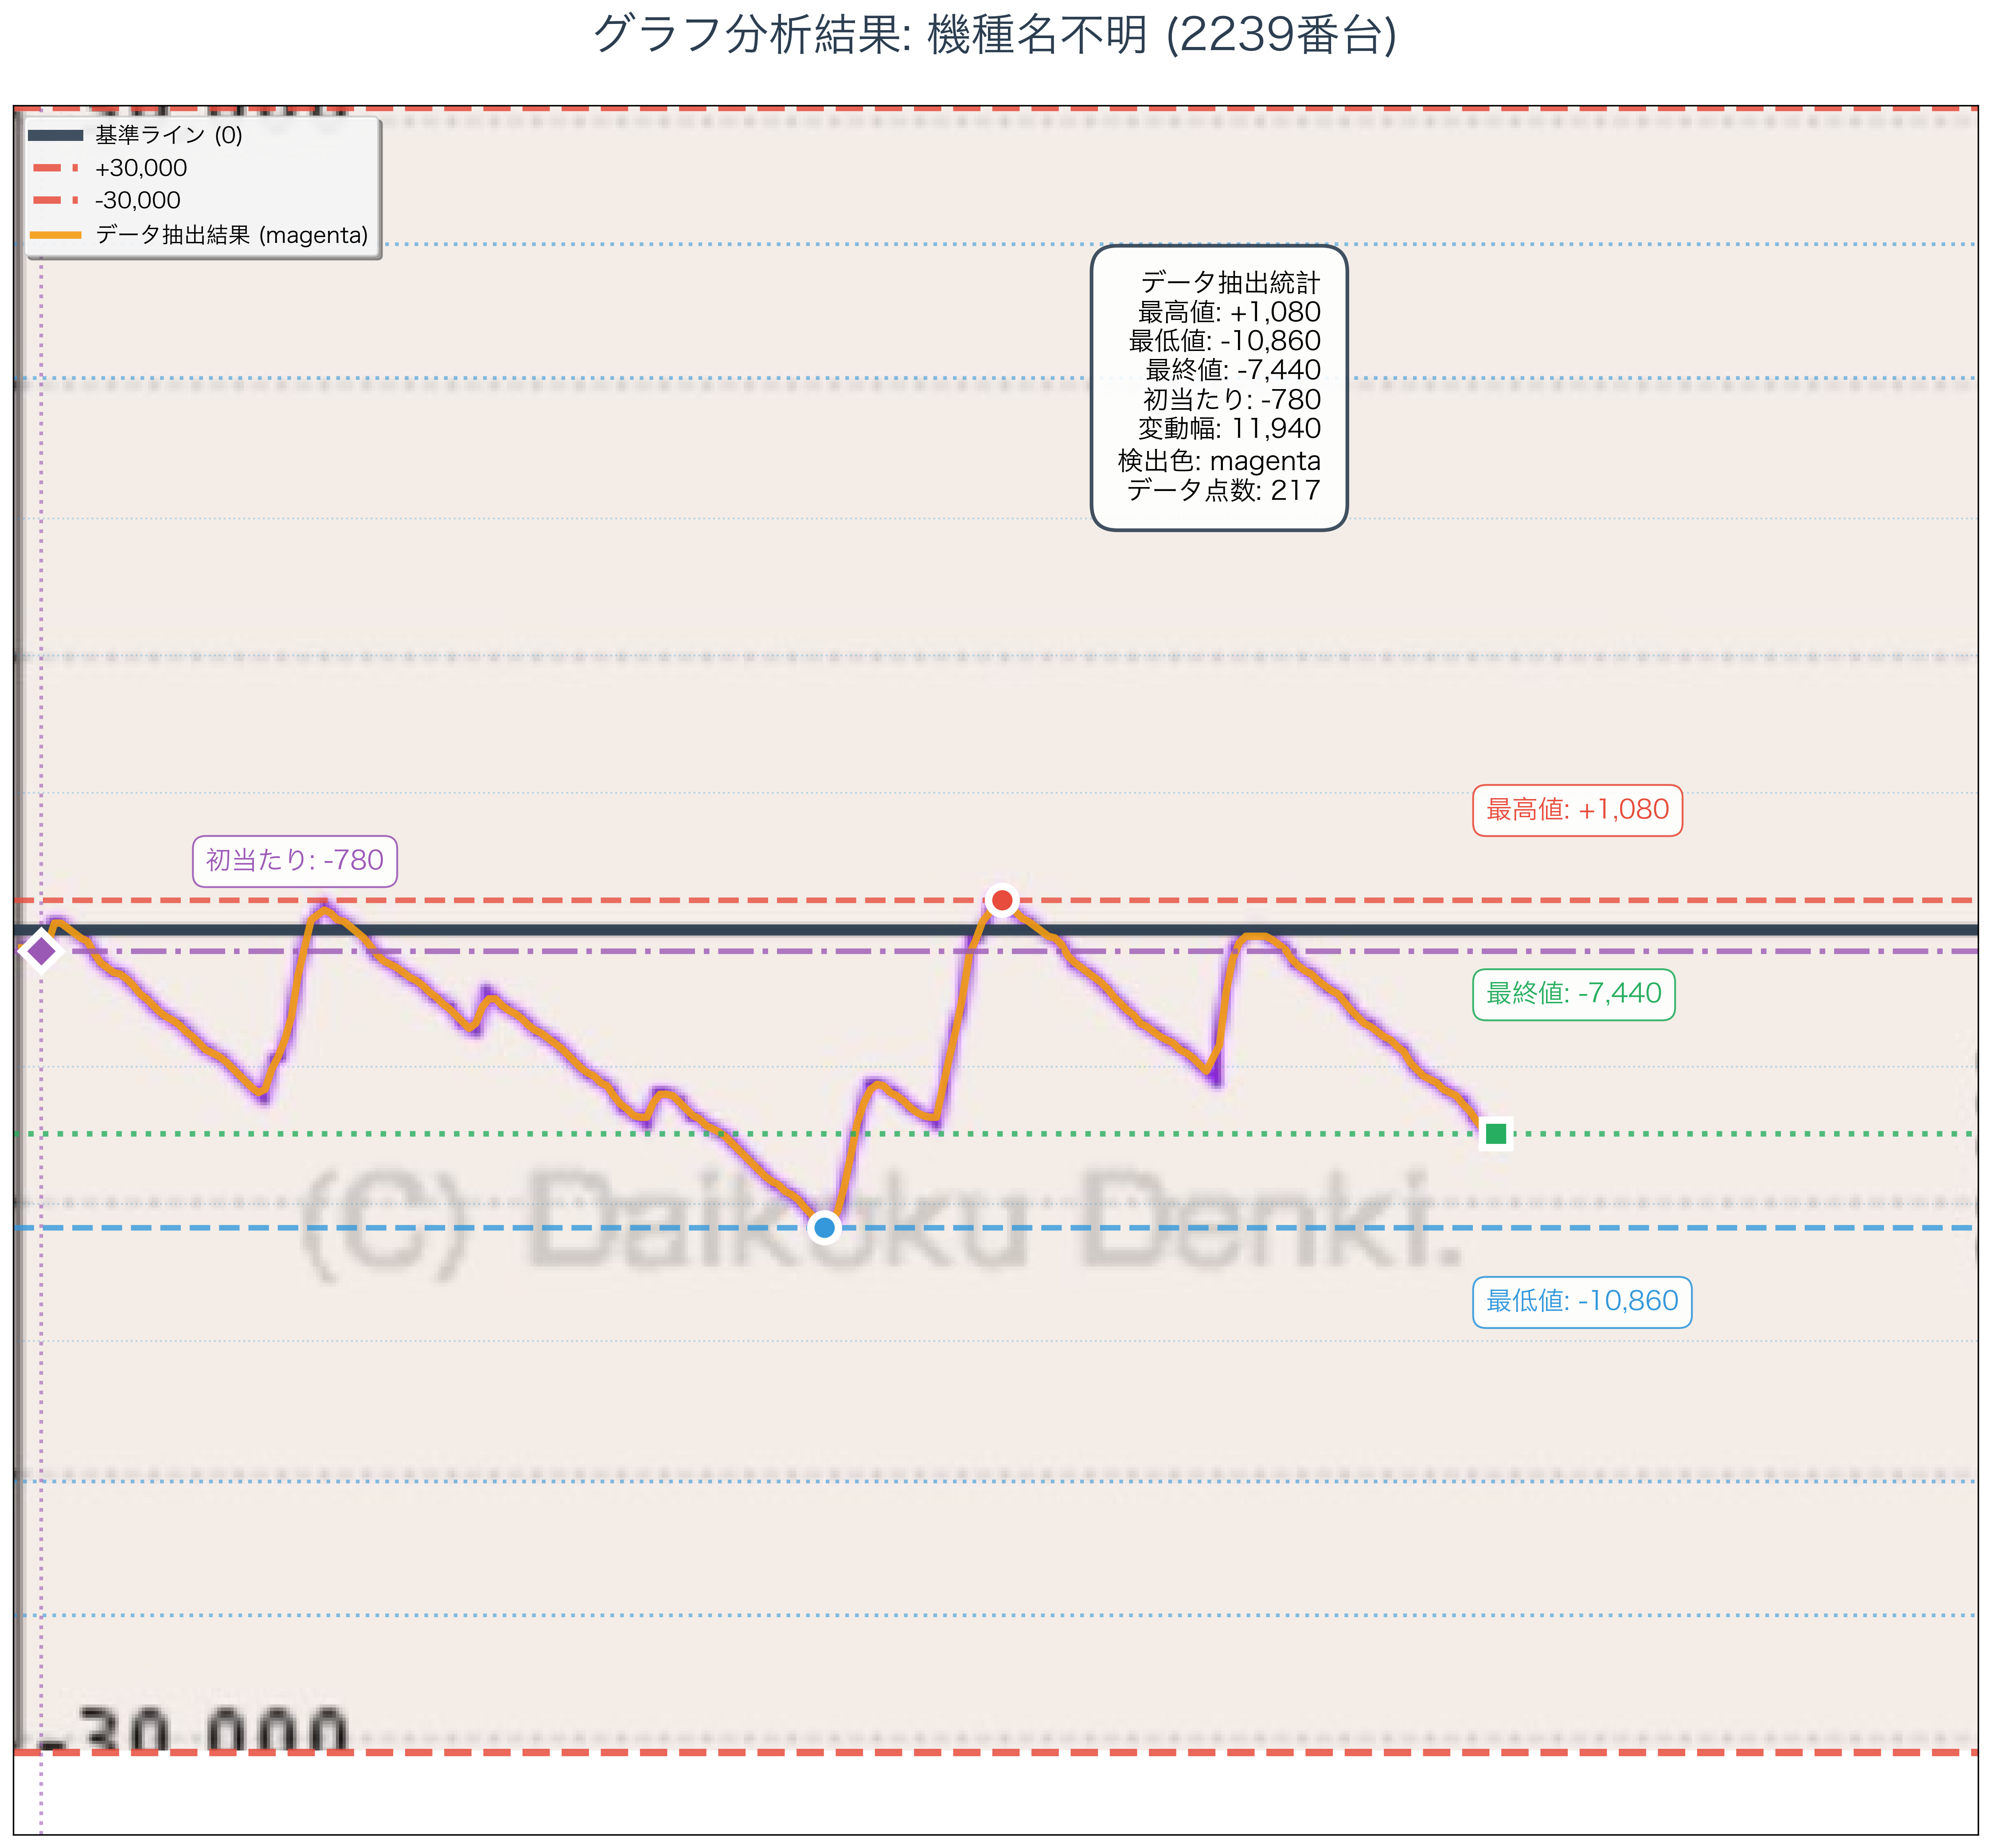 グラフ分析結果: 機種名不明 (2239番台)
基準ライン (0)
+30,000
-30,000
データ抽出結果 (magenta)
データ抽出統計
最高値: +1,080
最低値: -10,860
最終値: -7,440
初当たり: -780
変動幅: 11,940
検出色: magenta
データ点数: 217
最高値: +1,080
初当たり: -780
最終値: -7,440
(C) Daikoku Denki.
最低値: -10,860
-30,000